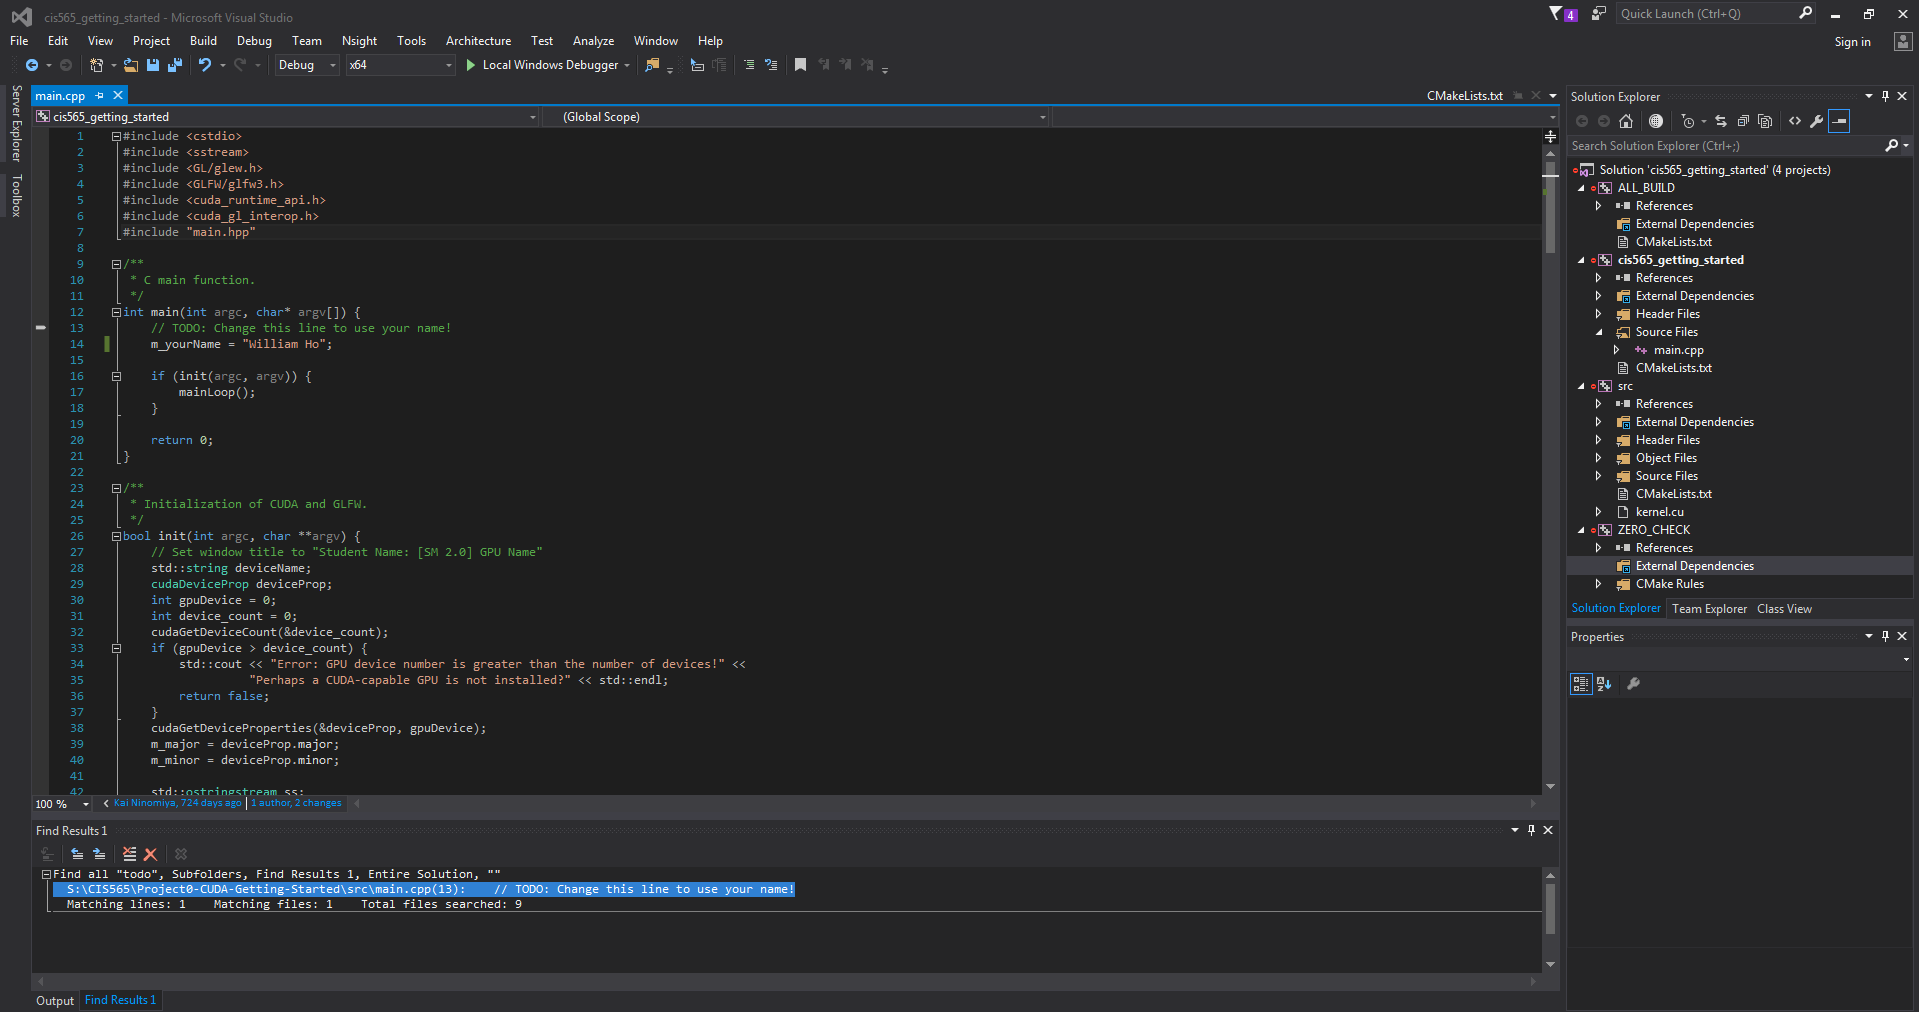 cis565_getting_started - Microsoft Visual Studio
4
Quick Launch (Ctrl+Q)
File Edit View Project Build Debug Team Nsight Tools Architecture Test Analyze Window Help
Sign in
Debug x64 Local Windows Debugger
Server Explorer
Toolbox
main.cpp
CMakeLists.txt
cis565_getting_started
(Global Scope)
1 #include <cstdio>
2 #include <sstream>
3 #include <GL/glew.h>
4 #include <GLFW/glfw3.h>
5 #include <cuda_runtime_api.h>
6 #include <cuda_gl_interop.h>
7 #include "main.hpp"
8
9 /**
10 * C main function.
11 */
12 int main(int argc, char* argv[]) {
13 // TODO: Change this line to use your name!
14 m_yourName = "William Ho";
15
16 if (init(argc, argv)) {
17 mainLoop();
18 }
19
20 return 0;
21 }
22
23 /**
24 * Initialization of CUDA and GLFW.
25 */
26 bool init(int argc, char **argv) {
27 // Set window title to "Student Name: [SM 2.0] GPU Name"
28 std::string deviceName;
29 cudaDeviceProp deviceProp;
30 int gpuDevice = 0;
31 int device_count = 0;
32 cudaGetDeviceCount(&device_count);
33 if (gpuDevice > device_count) {
34 std::cout << "Error: GPU device number is greater than the number of devices!" <<
35 "Perhaps a CUDA-capable GPU is not installed?" << std::endl;
36 return false;
37 }
38 cudaGetDeviceProperties(&deviceProp, gpuDevice);
39 m_major = deviceProp.major;
40 m_minor = deviceProp.minor;
41
42 std::ostringstream ss;
100 % Kai Ninomiya, 724 days ago | 1 author, 2 changes
Find Results 1
Find all "todo", Subfolders, Find Results 1, Entire Solution, ""
S:\CIS565\Project0-CUDA-Getting-Started\src\main.cpp(13): // TODO: Change this line to use your name!
Matching lines: 1 Matching files: 1 Total files searched: 9
Output Find Results 1
Solution Explorer
Search Solution Explorer (Ctrl+;)
Solution 'cis565_getting_started' (4 projects)
ALL_BUILD
References
External Dependencies
CMakeLists.txt
cis565_getting_started
References
External Dependencies
Header Files
Source Files
main.cpp
CMakeLists.txt
src
References
External Dependencies
Header Files
Object Files
Source Files
CMakeLists.txt
kernel.cu
ZERO_CHECK
References
External Dependencies
CMake Rules
Solution Explorer Team Explorer Class View
Properties